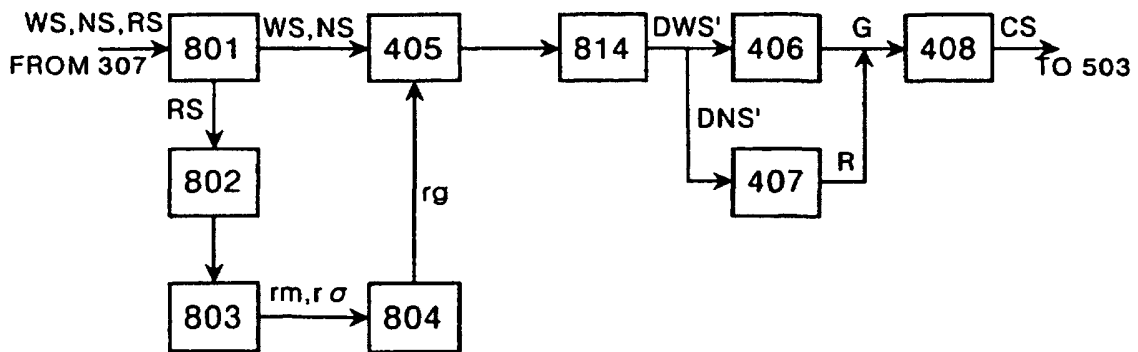 WS,NS,RS
FROM 307
801
WS,NS
405
814
DWS'
406
G
408
CS
TO 503
RS
DNS'
802
rg
407
R
803
rm,r σ
804